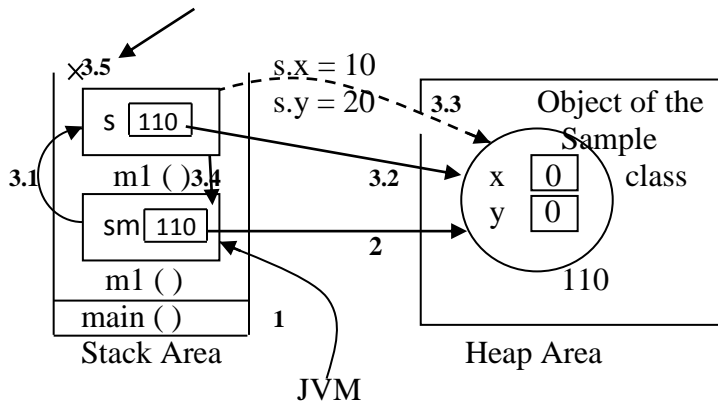 3.5
s.x = 10
s.y = 20
3.3
Object of the
Sample
class
s 110
3.1
m1 ( )
3.4
3.2
x 0
y 0
sm 110
2
m1 ( )
110
main ( )
1
Stack Area
Heap Area
JVM